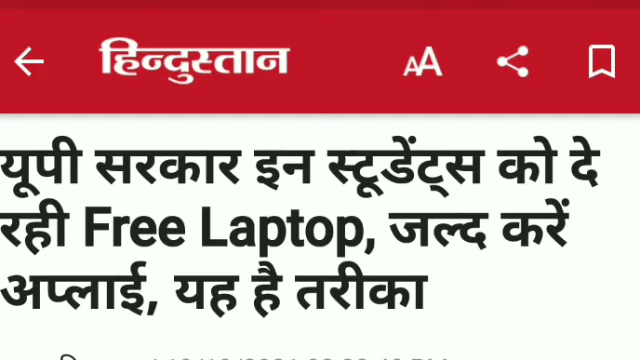 हिन्दुस्तान AA
यूपी सरकार इन स्टूडेंट्स को दे
रही Free Laptop, जल्द करें
अप्लाई, यह है तरीका